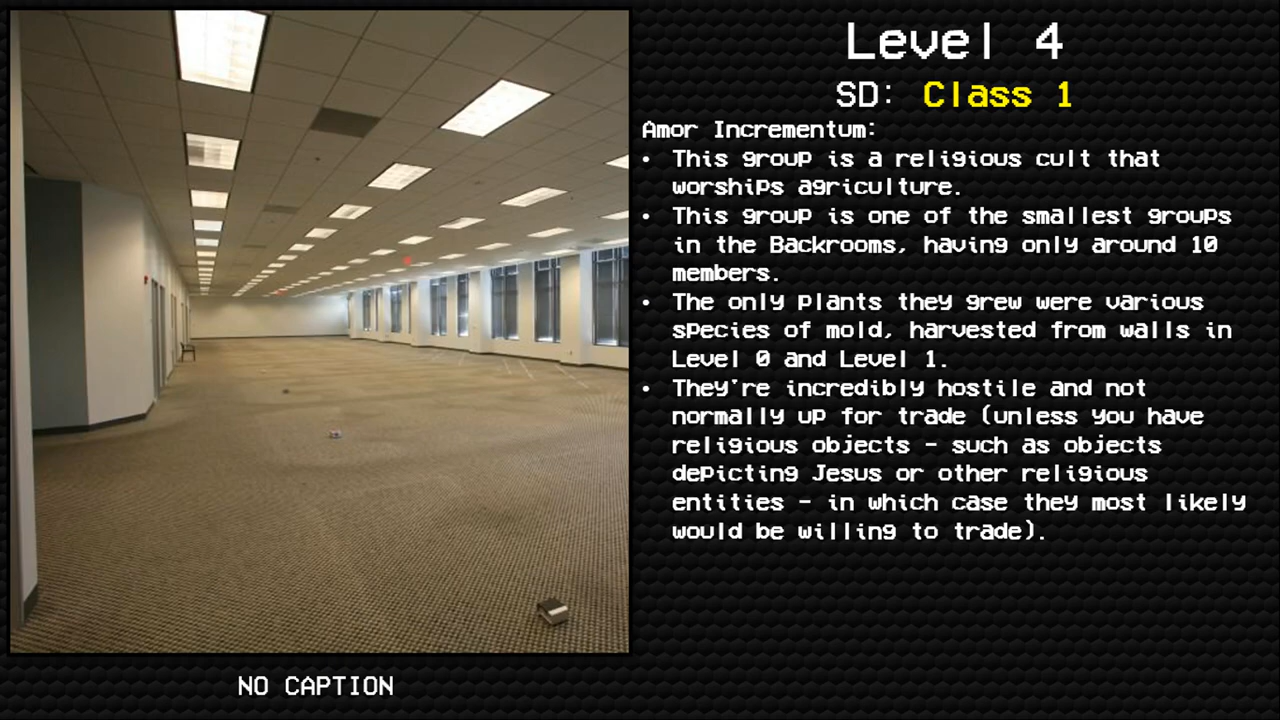 Level 4
SD: Class 1
Amor Incrementum:
• This group is a religious cult that
worships agriculture.
• This group is one of the smallest groups
in the Backrooms, having only around 10
members.
• The only plants they grew were various
species of mold, harvested from walls in
Level 0 and Level 1.
• They're incredibly hostile and not
normally up for trade (unless you have
religious objects - such as objects
depicting Jesus or other religious
entities - in which case they most likely
would be willing to trade).
NO CAPTION